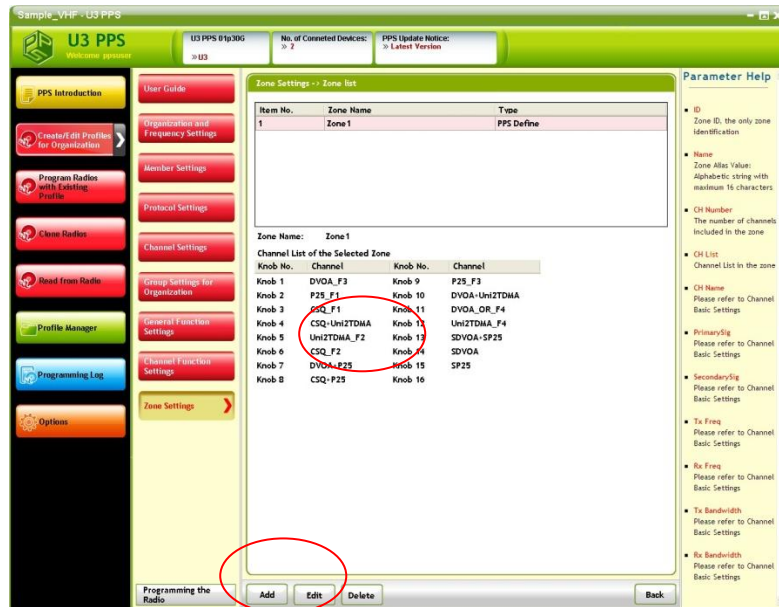 Sample_VHF - U3 PPS
U3 PPS
Welcome: ppsuser
U3 PPS 01p30G
»U3
No. of Conneted Devices:
» 2
PPS Update Notice:
» Latest Version
PPS Introduction
Create/Edit Profiles
for Organization
Program Radios
with Existing
Profile
Clone Radios
Read from Radio
Profile Manager
Programming Log
Options
User Guide
Organization and
Frequency Settings
Member Settings
Protocol Settings
Channel Settings
Group Settings for
Organization
General Function
Settings
Channel Function
Settings
Zone Settings
Programming the
Radio
Zone Settings -> Zone list
Item No. Zone Name Type
1 Zone1 PPS Define
Zone Name: Zone1
Channel List of the Selected Zone
Knob No. Channel Knob No. Channel
Knob 1 DVOA_F3 Knob 9 P25_F3
Knob 2 P25_F1 Knob 10 DVOA+Uni2TDMA
Knob 3 CSQ_F1 Knob 11 DVOA_OR_F4
Knob 4 CSQ+Uni2TDMA Knob 12 Uni2TDMA_F4
Knob 5 Uni2TDMA_F2 Knob 13 SDVOA+SP25
Knob 6 CSQ_F2 Knob 14 SDVOA
Knob 7 DVOA+P25 Knob 15 SP25
Knob 8 CSQ+P25 Knob 16
Add Edit Delete Back
Parameter Help
ID
Zone ID, the only zone
identification
Name
Zone Alias Value:
Alphabetic string with
maximum 16 characters
CH Number
The number of channels
included in the zone
CH List
Channel List in the zone
CH Name
Please refer to Channel
Basic Settings
PrimarySig
Please refer to Channel
Basic Settings
SecondarySig
Please refer to Channel
Basic Settings
Tx Freq
Please refer to Channel
Basic Settings
Rx Freq
Please refer to Channel
Basic Settings
Tx Bandwidth
Please refer to Channel
Basic Settings
Rx Bandwidth
Please refer to Channel
Basic Settings